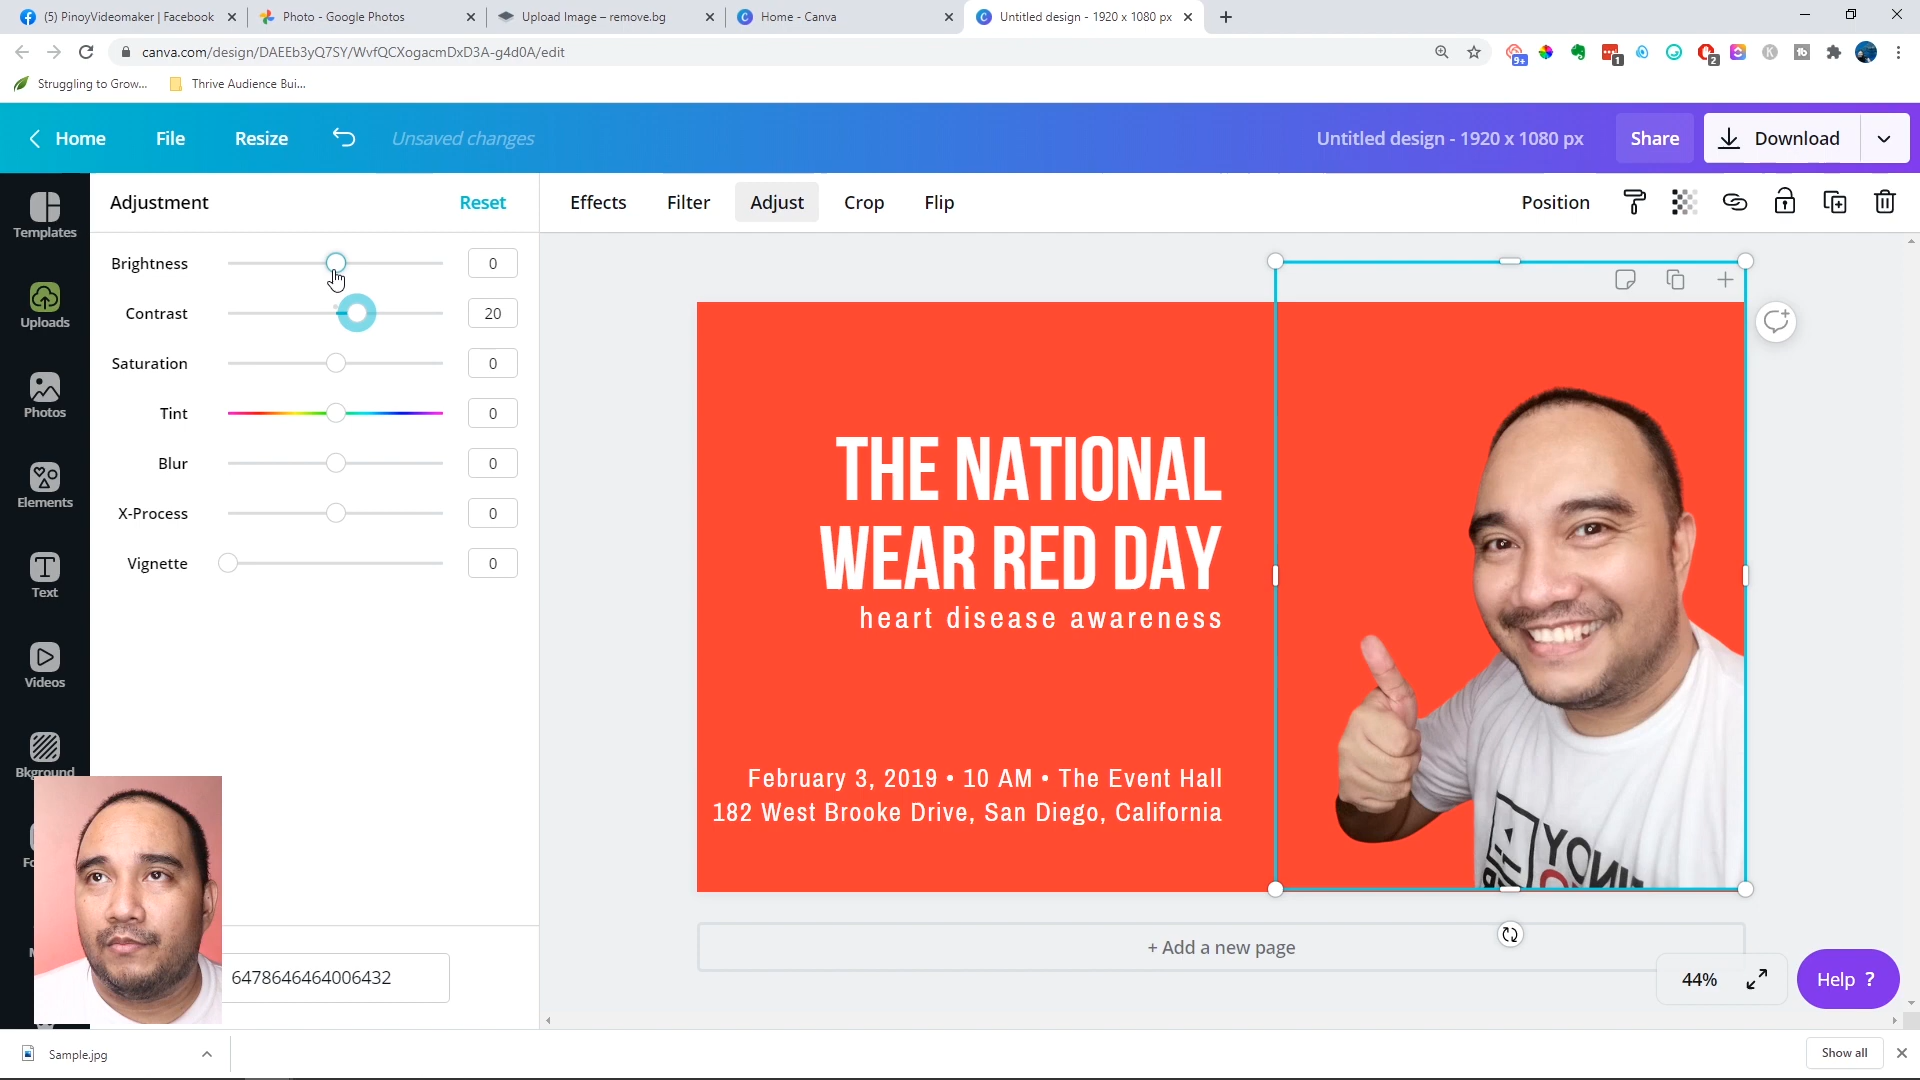 (5) PinoyVideomaker | Facebook
Photo - Google Photos
Upload Image – remove.bg
Home - Canva
Untitled design - 1920 x 1080 px
canva.com/design/DAEEb3yQ7SY/WvfQCXogacmDxD3A-g4d0A/edit
9+
1
2
Struggling to Grow...
Thrive Audience Bui...
Home
File
Resize
Unsaved changes
Untitled design - 1920 x 1080 px
Share
Download
Adjustment
Reset
Effects
Filter
Adjust
Crop
Flip
Position
Templates
Uploads
Photos
Elements
Text
Videos
Bkground
Brightness 0
Contrast 20
Saturation 0
Tint 0
Blur 0
X-Process 0
Vignette 0
6478646464006432
THE NATIONAL
WEAR RED DAY
heart disease awareness
February 3, 2019 • 10 AM • The Event Hall
182 West Brooke Drive, San Diego, California
+ Add a new page
44%
Help ?
Sample.jpg
Show all